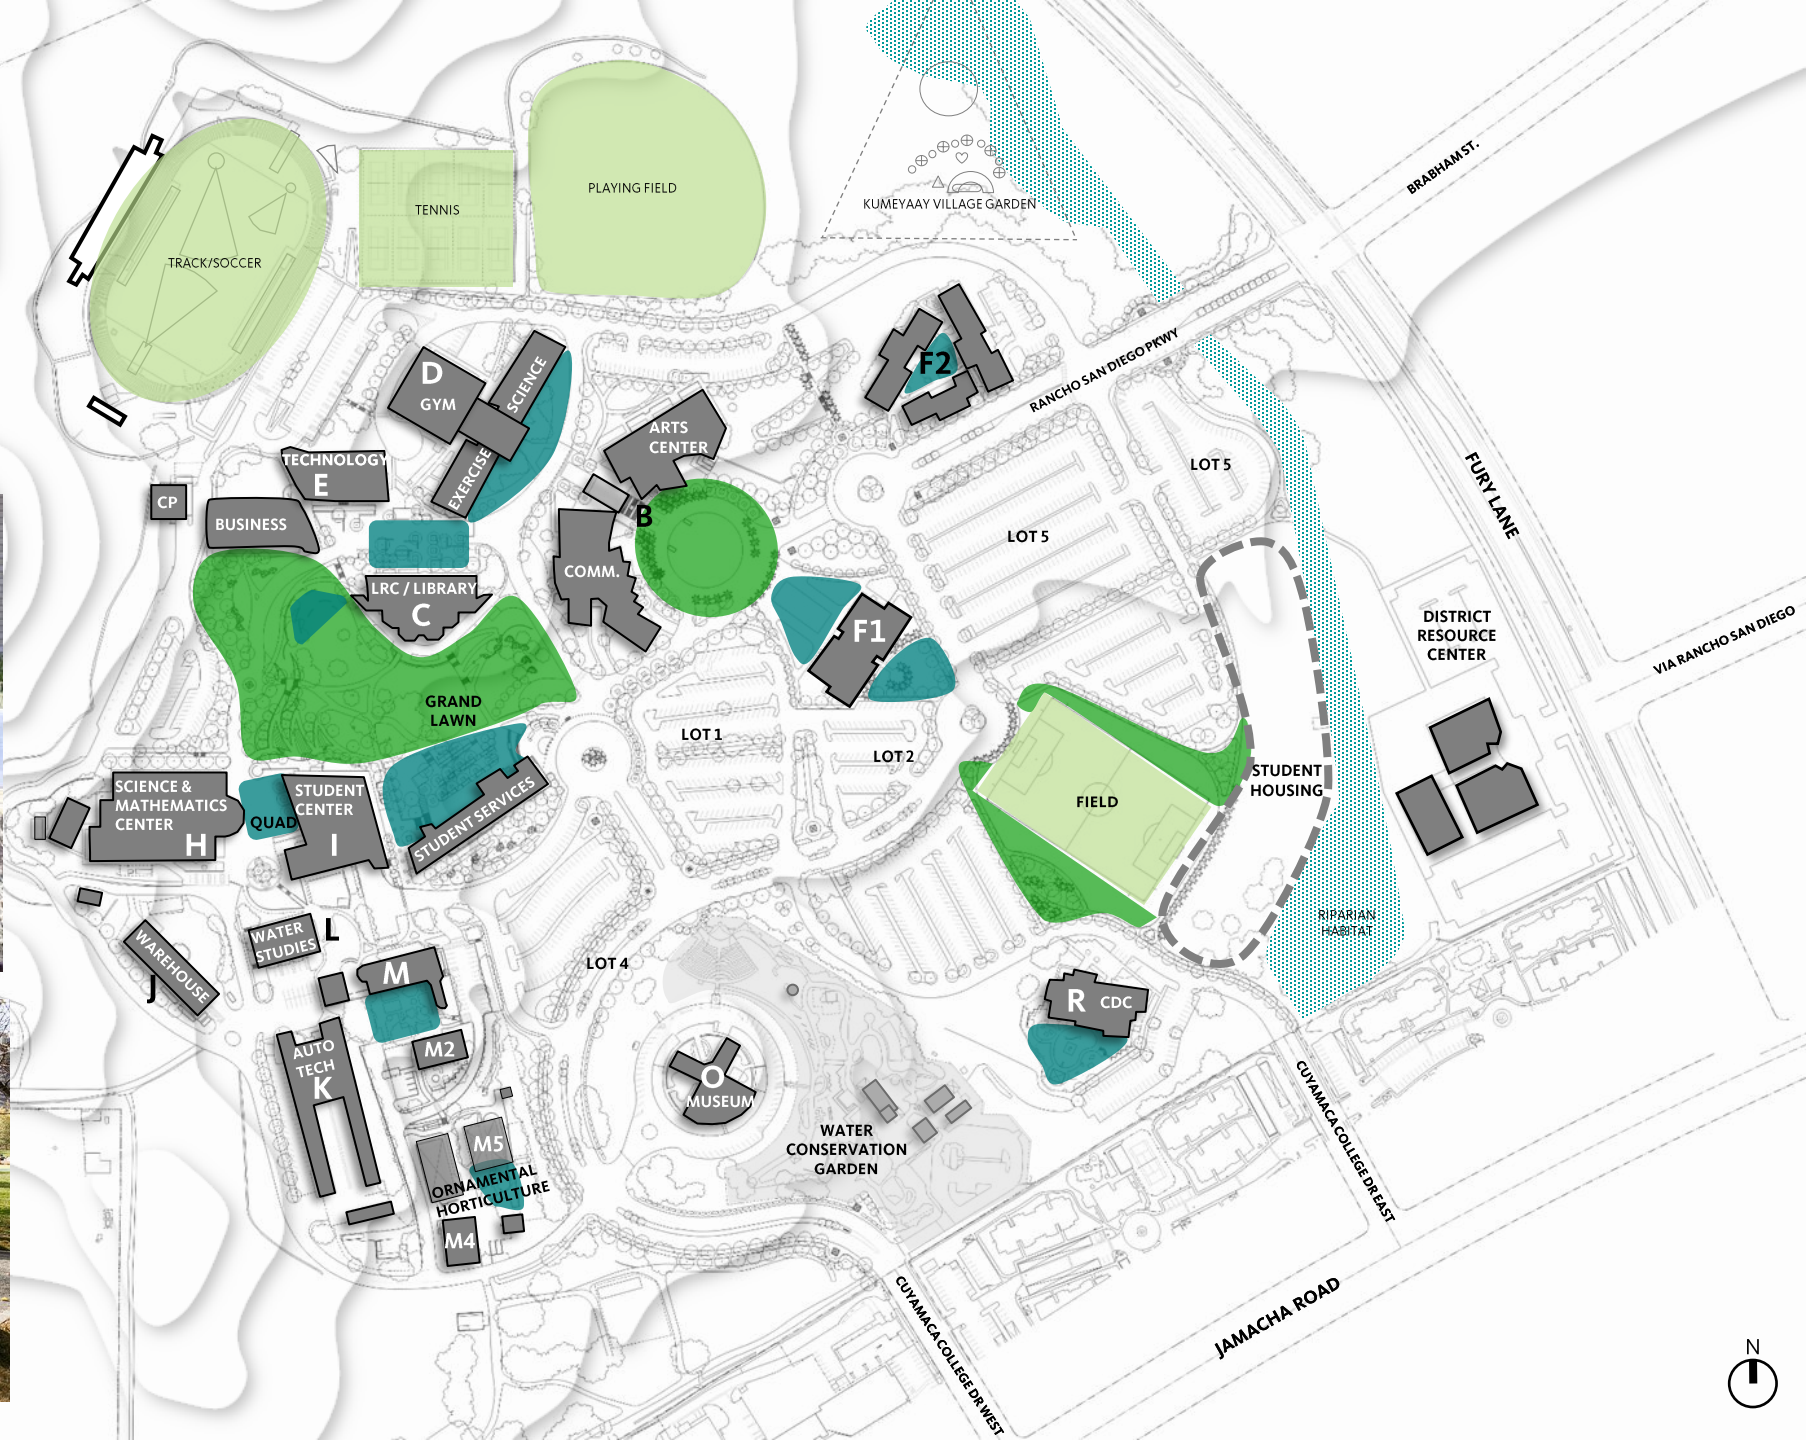 PLAYING FIELD
TENNIS
TRACK/SOCCER
KUMEYAAY VILLAGE GARDEN
BRABHAM ST.
RANCHO SAN DIEGO PKWY
F2
D
GYM
SCIENCE
EXERCISE
ARTS
CENTER
TECHNOLOGY
E
CP
BUSINESS
B
COMM.
LRC / LIBRARY
C
LOT 5
LOT 5
FURY LANE
F1
DISTRICT
RESOURCE
CENTER
VIA RANCHO SAN DIEGO
GRAND
LAWN
LOT 1
LOT 2
FIELD
STUDENT
HOUSING
SCIENCE &
MATHEMATICS
CENTER
H
QUAD
STUDENT
CENTER
I
STUDENT SERVICES
RIPARIAN
HABITAT
WATER
STUDIES
L
WAREHOUSE
J
M
LOT 4
R
CDC
AUTO
TECH
K
M2
O
MUSEUM
M5
ORNAMENTAL
HORTICULTURE
M4
WATER
CONSERVATION
GARDEN
CUYAMACA COLLEGE DR EAST
CUYAMACA COLLEGE DR WEST
JAMACHA ROAD
N